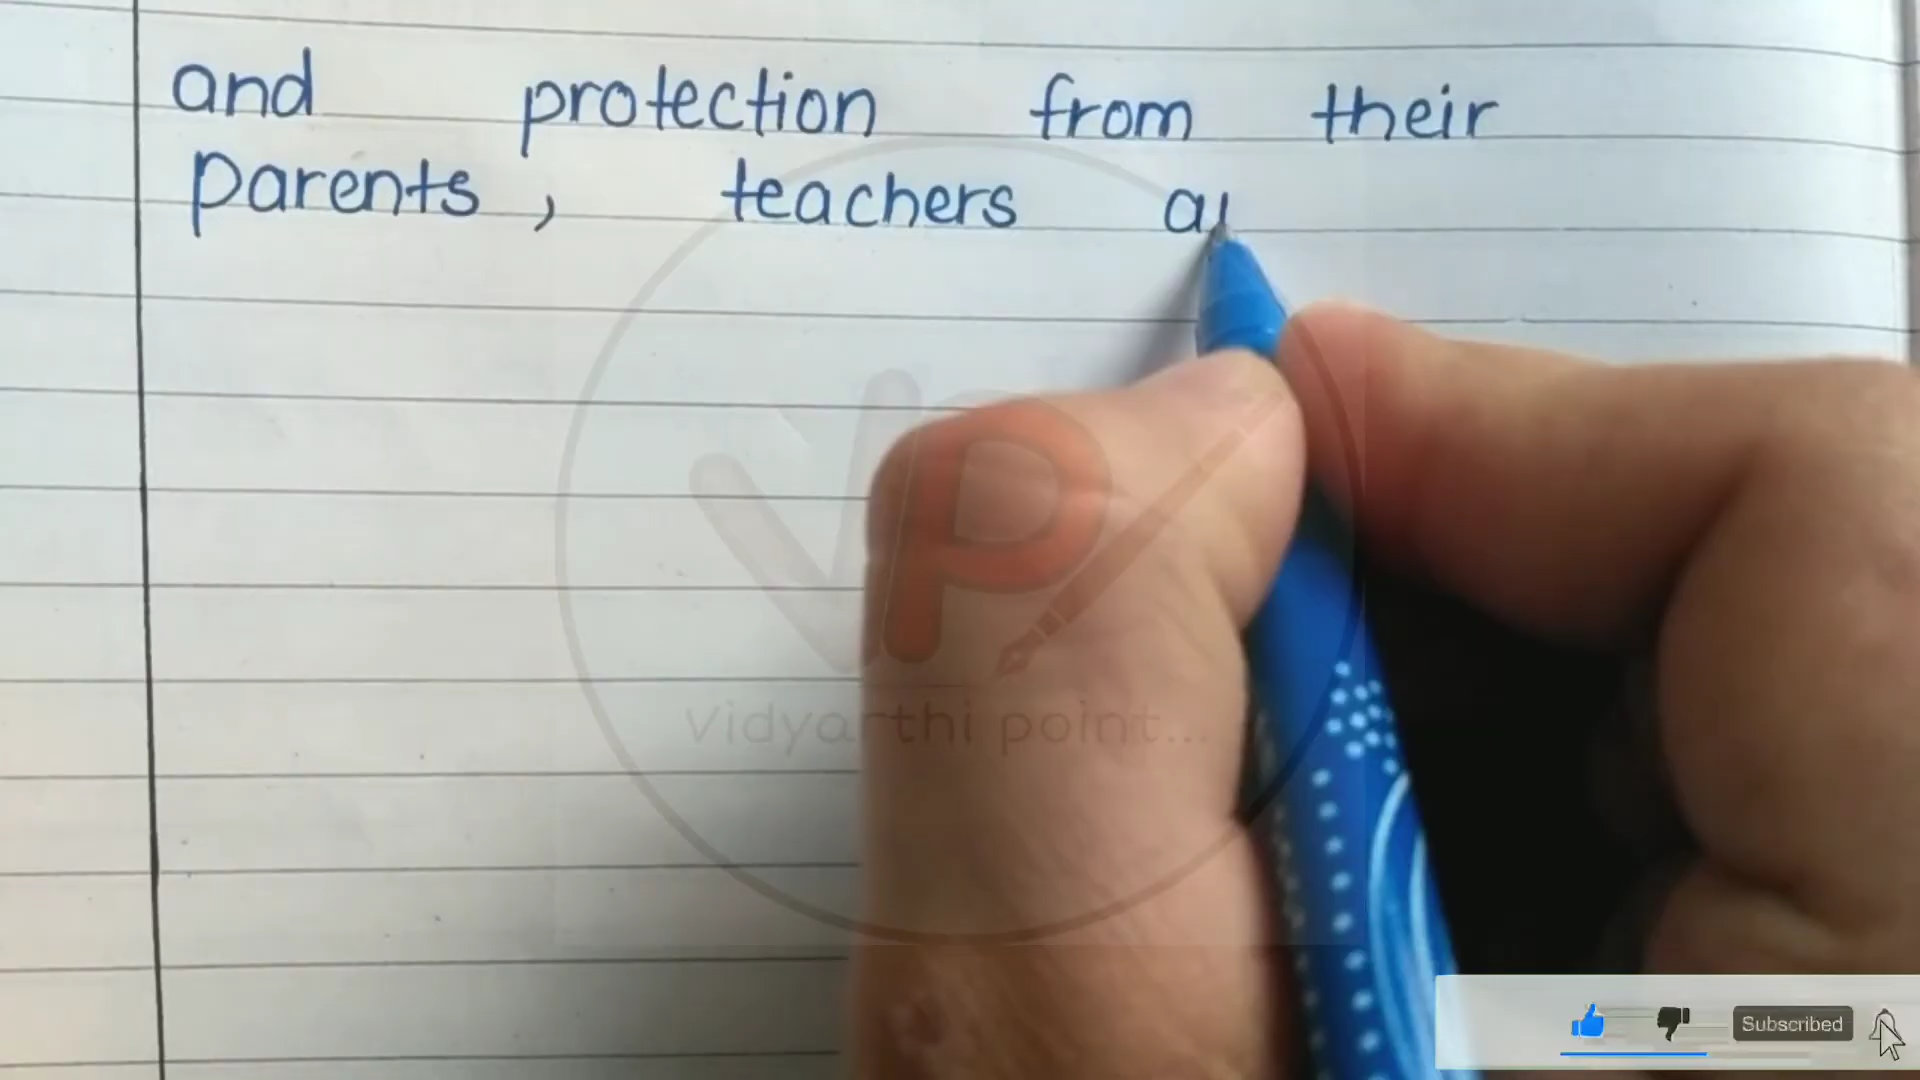 and protection from their
parents, teachers
Vidyarthi point...
Subscribed